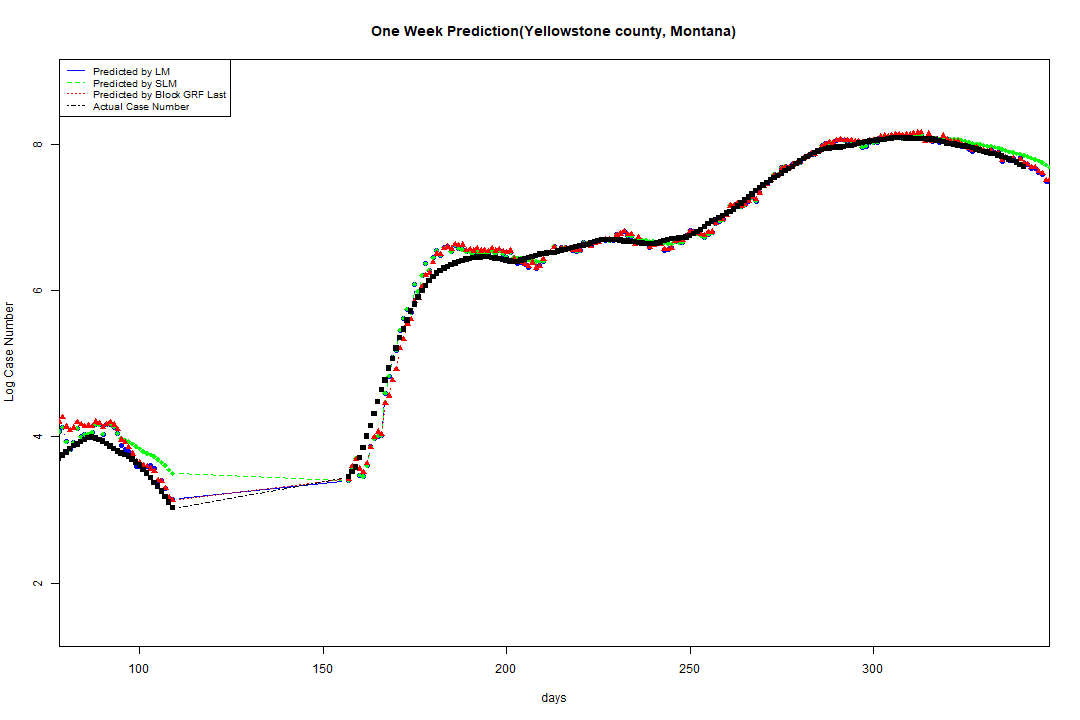 One Week Prediction(Yellowstone county, Montana)
Predicted by LM
Predicted by SLM
Predicted by Block GRF Last
Actual Case Number
8
6
4
2
Log Case Number
100 150 200 250 300
days